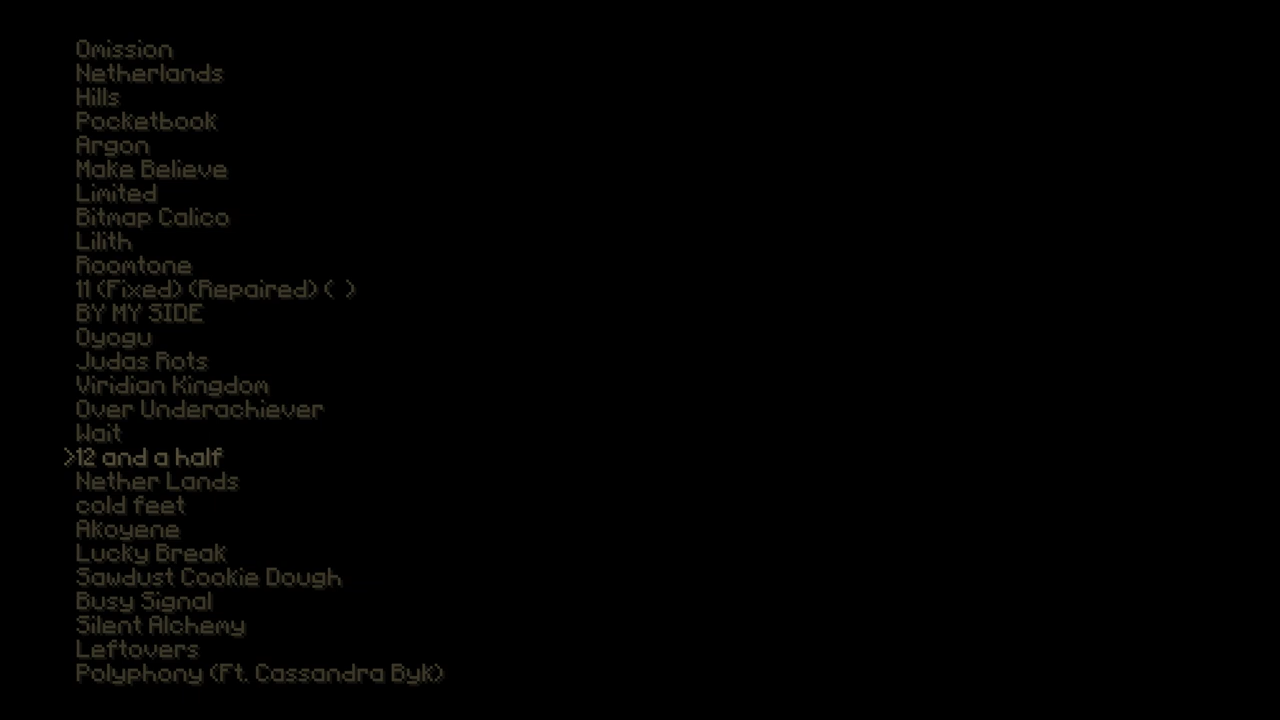 Omission
Netherlands
Hills
Pocketbook
Argon
Make Believe
Limited
Bitmap Calico
Lilith
Roomtone
11 (Fixed) (Repaired) (  )
BY MY SIDE
Oyogu
Judas Rots
Viridian Kingdom
Over Underachiever
Wait
>12 and a half
Nether Lands
cold feet
Akoyene
Lucky Break
Sawdust Cookie Dough
Busy Signal
Silent Alchemy
Leftovers
Polyphony (Ft. Cassandra Byk)